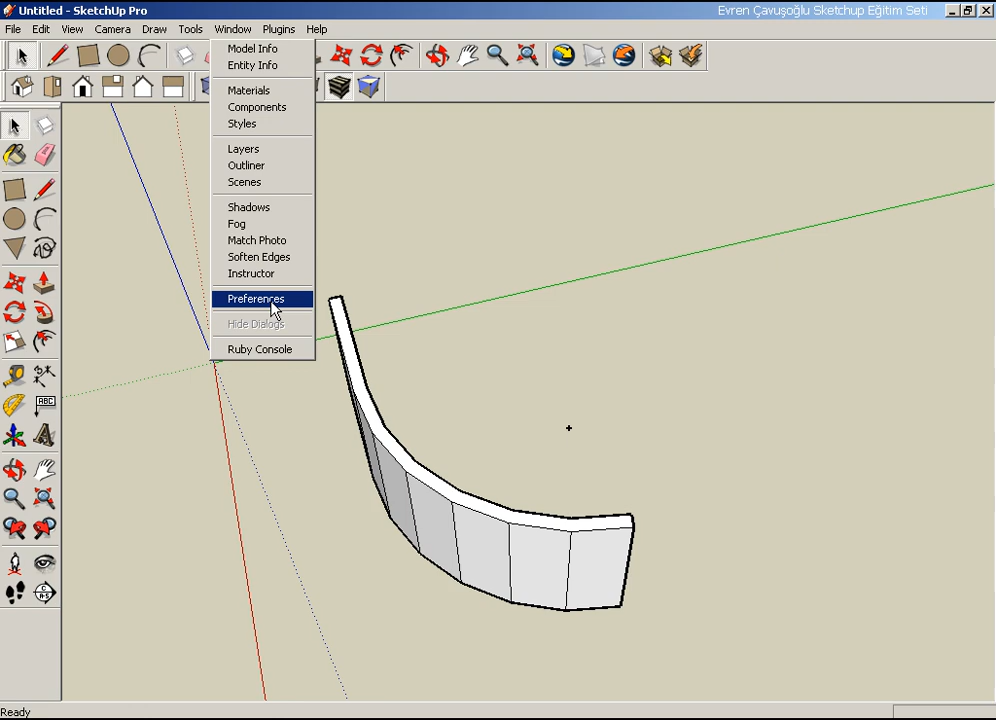 Untitled - SketchUp Pro
Evren Çavuşoğlu Sketchup Eğitim Seti
File Edit View Camera Draw Tools Window Plugins Help
Model Info
Entity Info
Materials
Components
Styles
Layers
Outliner
Scenes
Shadows
Fog
Match Photo
Soften Edges
Instructor
Preferences
Hide Dialogs
Ruby Console
ABC
A
Ready